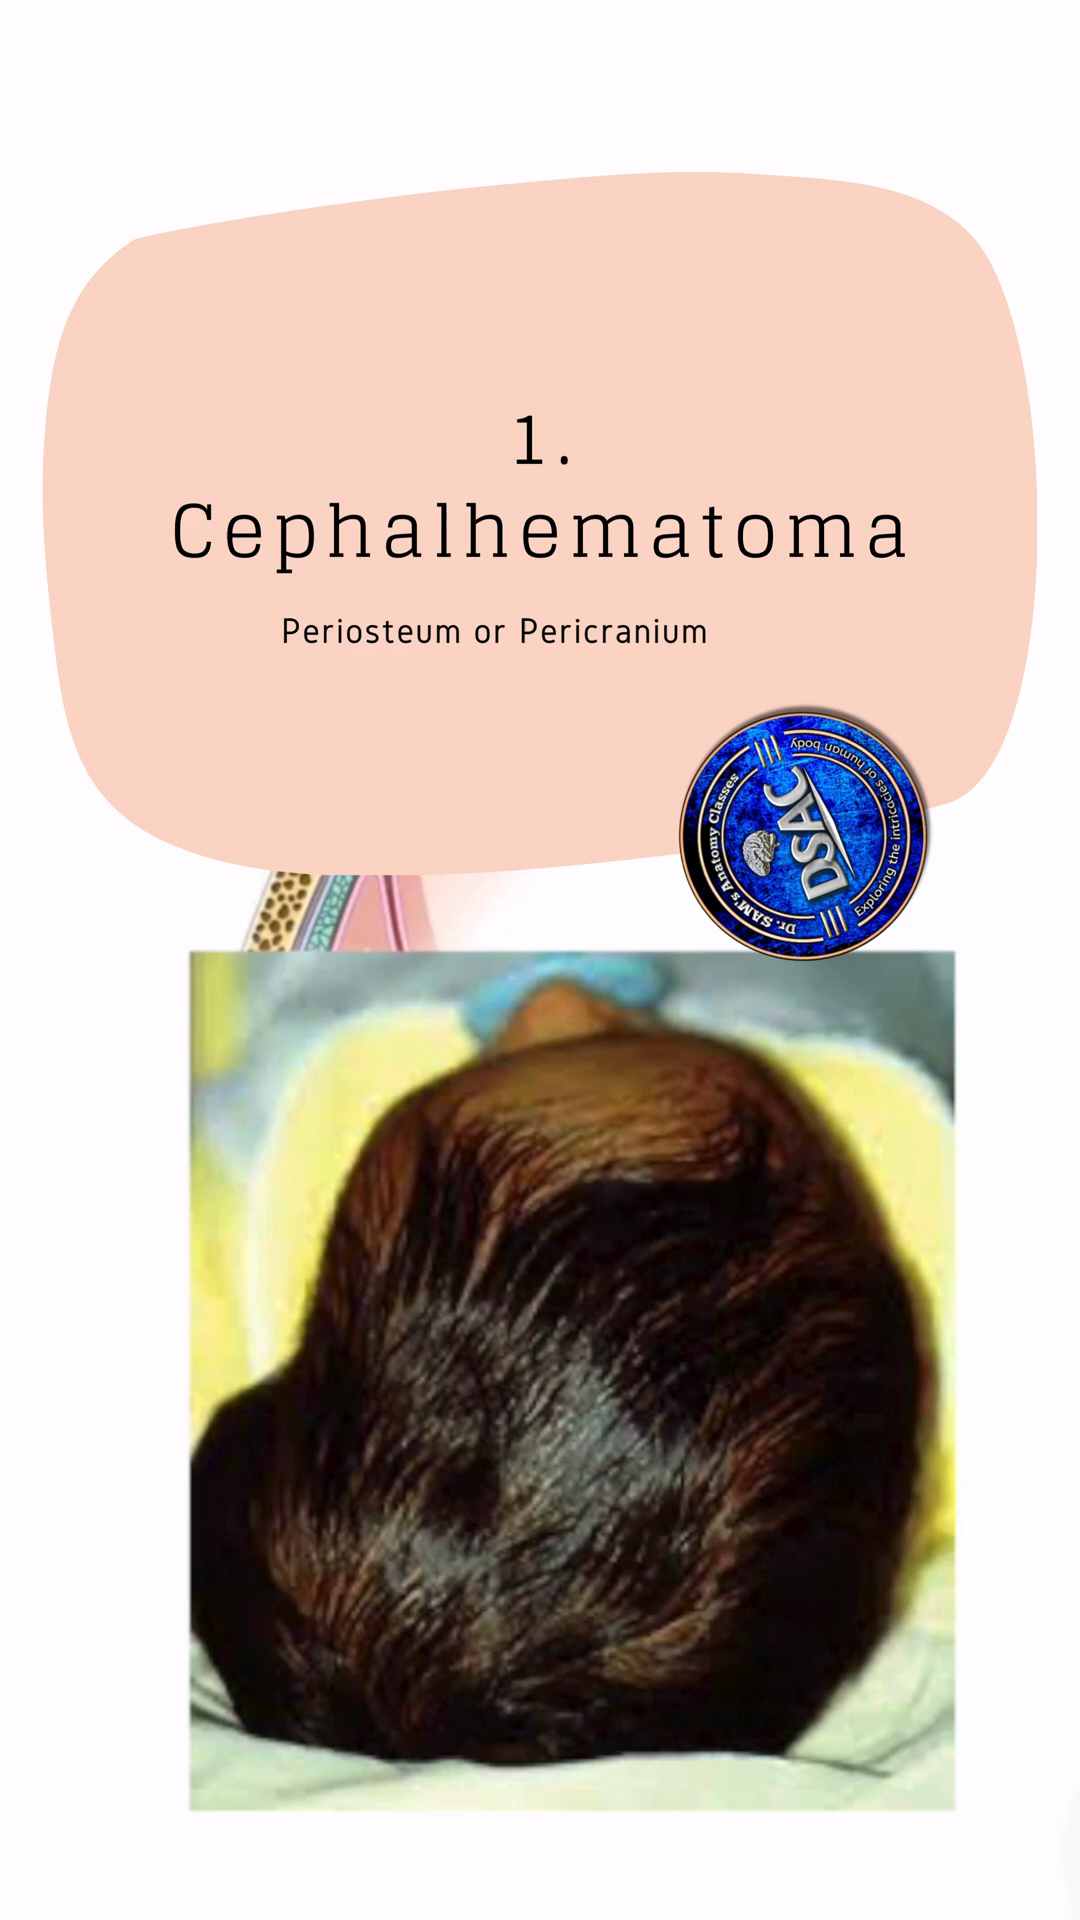 1.
Cephalhematoma
Periosteum or Pericranium
Dr. SAM's Anatomy Classes
DSAC
Exploring the intricacies of human body